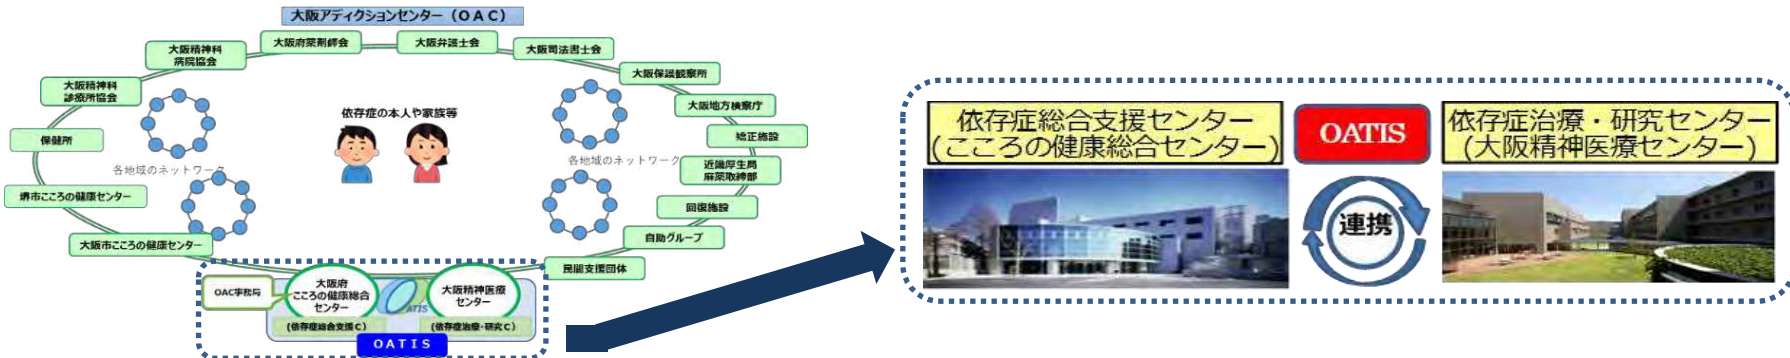 大阪アディクションセンター（ＯＡＣ）
大阪府薬剤師会
大阪弁護士会
大阪精神科
病院協会
大阪司法書士会
大阪保護観察所
大阪精神科
診療所協会
大阪地方検察庁
依存症の本人や家族等
保健所
矯正施設
各地域のネットワーク
各地域のネットワーク
近畿厚生局
麻薬取締部
堺市こころの健康センター
回復施設
大阪市こころの健康センター
自助グループ
民間支援団体
OAC事務局
大阪府
こころの健康総合
センター
ATIS
大阪精神医療
センター
(依存症総合支援Ｃ)
(依存症治療・研究Ｃ)
ＯＡＴＩＳ
依存症総合支援センター
(こころの健康総合センター)
OATIS
依存症治療・研究センター
(大阪精神医療センター)
連携